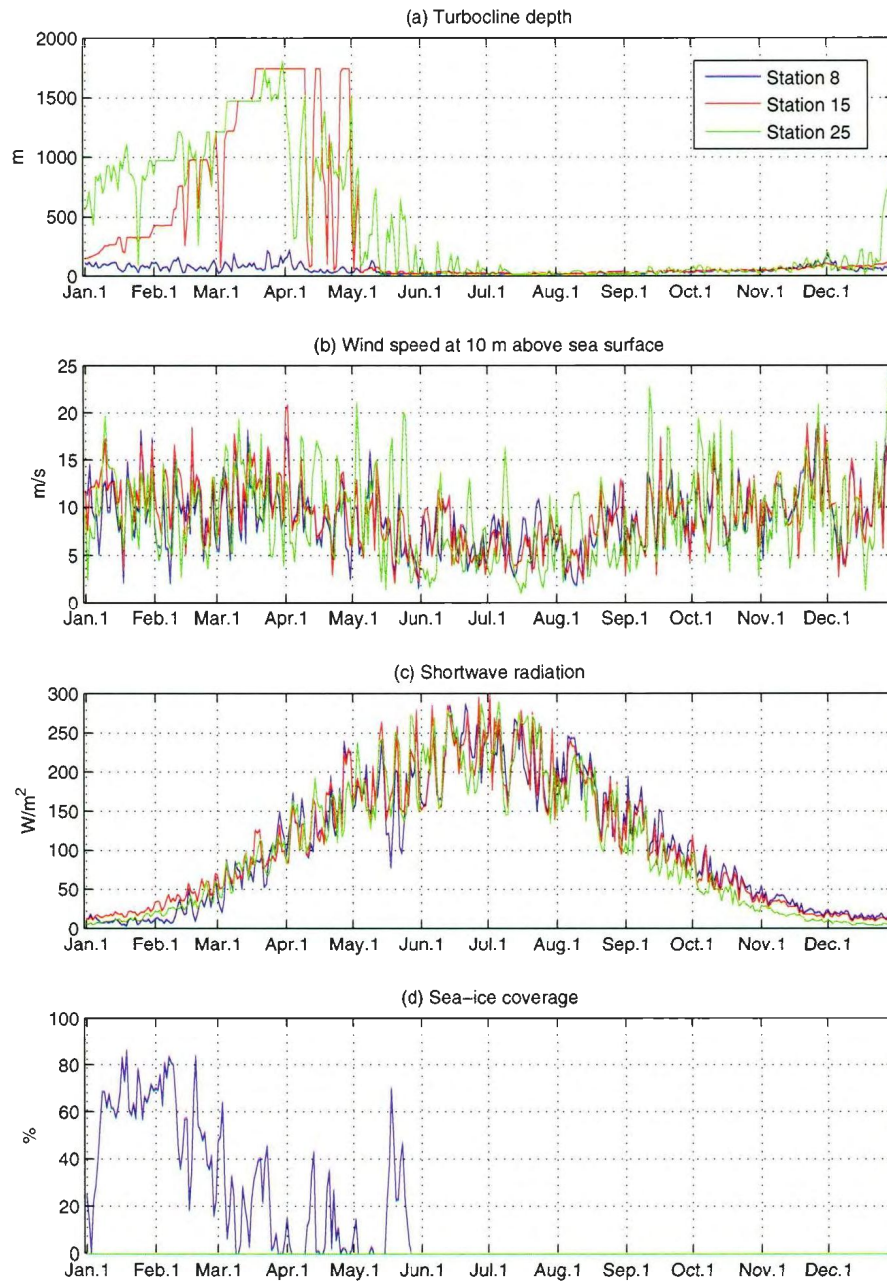 (a) Turbocline depth
2000
1500
1000
500
0
m
Station 8
Station 15
Station 25
Jan.1 Feb.1 Mar.1 Apr.1 May.1 Jun.1 Jul.1 Aug.1 Sep.1 Oct.1 Nov.1 Dec.1
(b) Wind speed at 10 m above sea surface
25
20
15
10
5
0
m/s
Jan.1 Feb.1 Mar.1 Apr.1 May.1 Jun.1 Jul.1 Aug.1 Sep.1 Oct.1 Nov.1 Dec.1
(c) Shortwave radiation
300
250
200
150
100
50
0
W/m²
Jan.1 Feb.1 Mar.1 Apr.1 May.1 Jun.1 Jul.1 Aug.1 Sep.1 Oct.1 Nov.1 Dec.1
(d) Sea−ice coverage
100
80
60
40
20
0
%
Jan.1 Feb.1 Mar.1 Apr.1 May.1 Jun.1 Jul.1 Aug.1 Sep.1 Oct.1 Nov.1 Dec.1